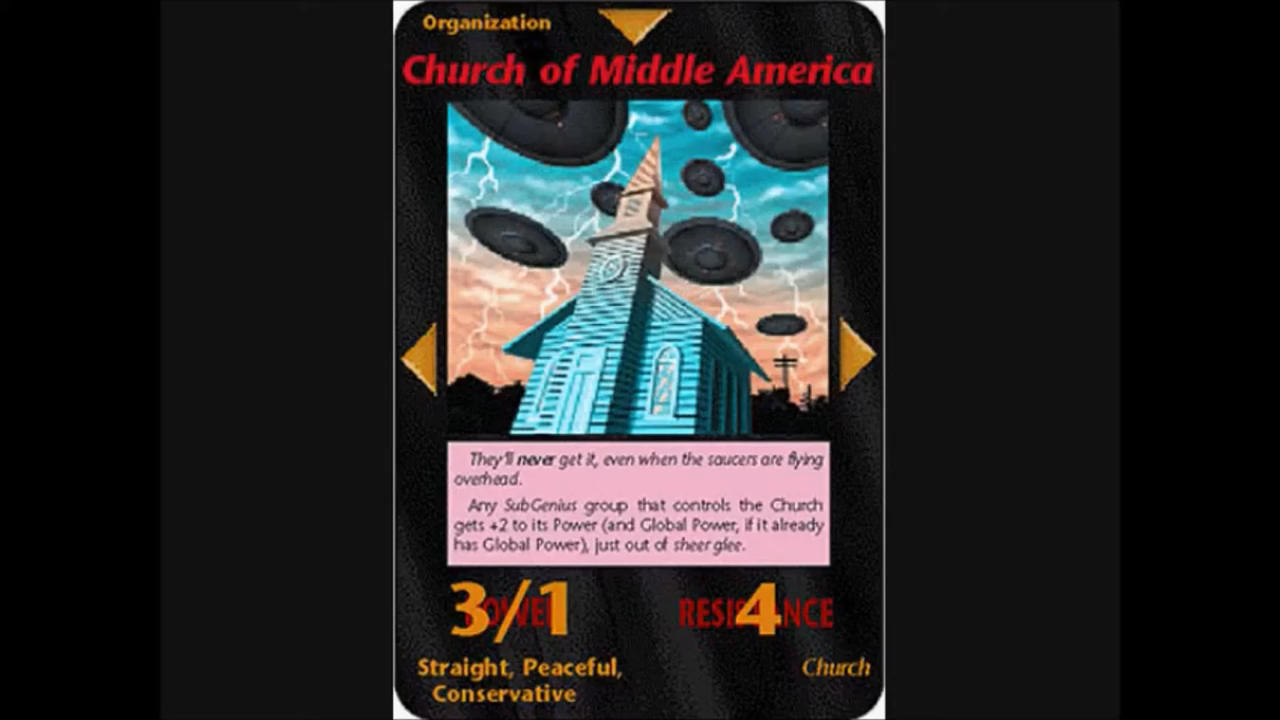 Organization
Church of Middle America
They'll never get it, even when the saucers are flying
overhead.
Any SubGenius group that controls the Church
gets +2 to its Power (and Global Power, if it already
has Global Power), just out of sheer glee.
3/1 POWER RESISTANCE 4
Straight, Peaceful, Church
Conservative